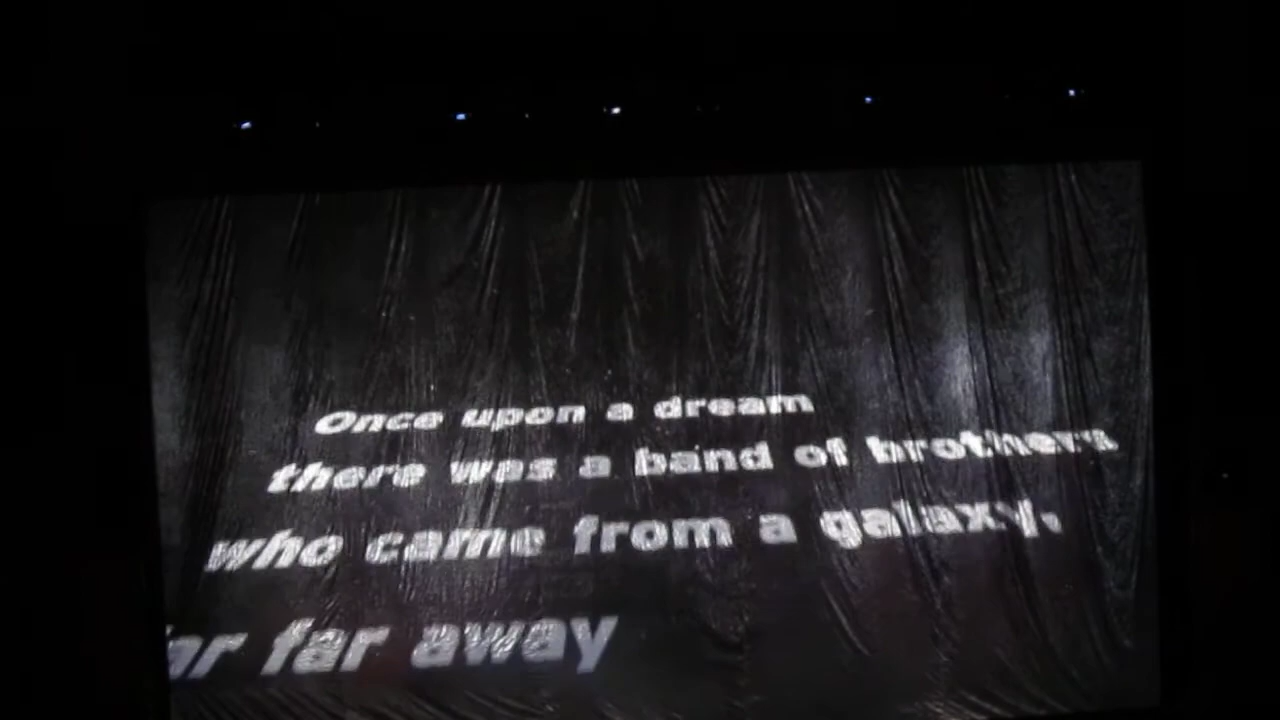 Once upon a dream
there was a band of brothers
who came from a galaxy,
far far away